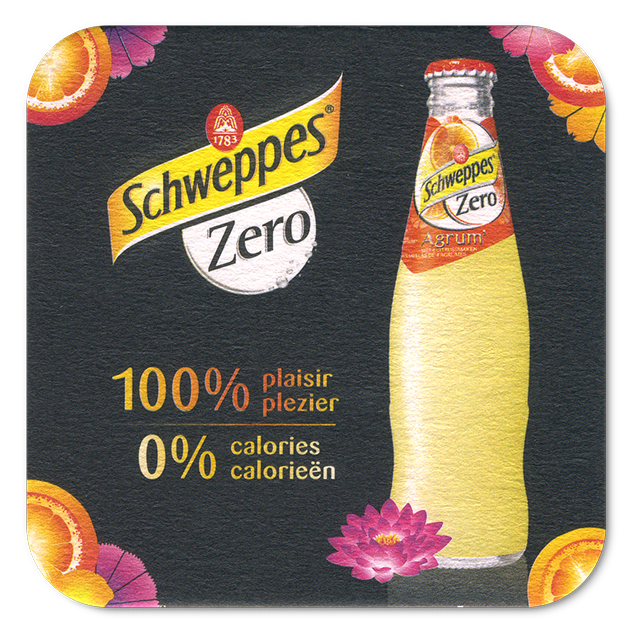 1783
Schweppes®
Zero
Schweppes
Zero
Agrum'
100% plaisir
plezier
0% calories
calorieën